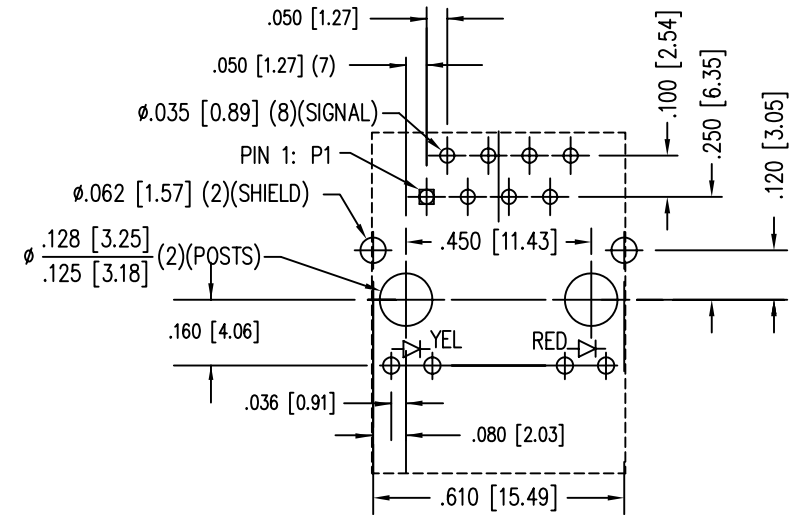 .050 [1.27]
.050 [1.27] (7)
ø.035 [0.89] (8)(SIGNAL)
PIN 1: P1
ø.062 [1.57] (2)(SHIELD)
ø .128 [3.25]
.125 [3.18] (2)(POSTS)
.100 [2.54]
.250 [6.35]
.120 [3.05]
.450 [11.43]
.160 [4.06]
YEL
RED
.036 [0.91]
.080 [2.03]
.610 [15.49]